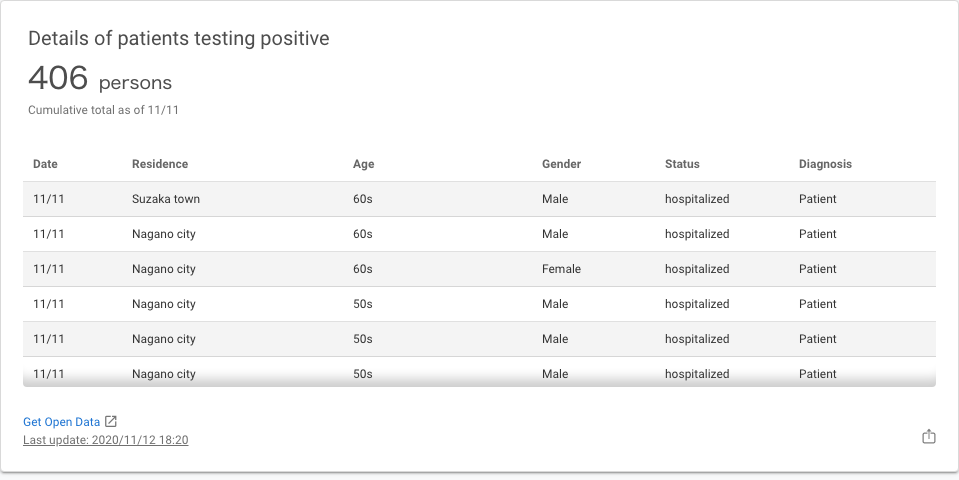 Details of patients testing positive
406 persons
Cumulative total as of 11/11
Date Residence Age Gender Status Diagnosis
11/11 Suzaka town 60s Male hospitalized Patient
11/11 Nagano city 60s Male hospitalized Patient
11/11 Nagano city 60s Female hospitalized Patient
11/11 Nagano city 50s Male hospitalized Patient
11/11 Nagano city 50s Male hospitalized Patient
11/11 Nagano city 50s Male hospitalized Patient
Get Open Data
Last update: 2020/11/12 18:20